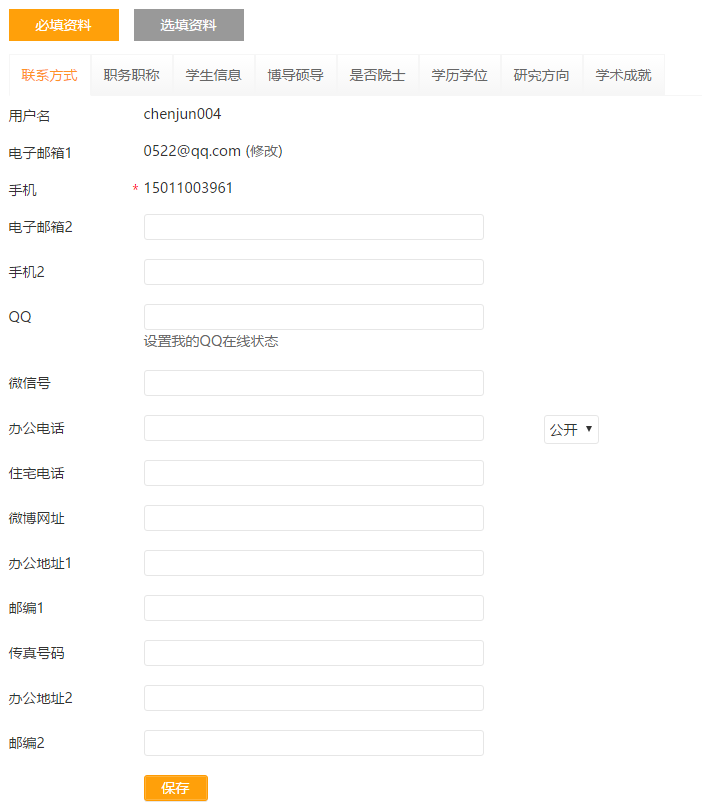 必填资料 选填资料
联系方式 职务职称 学生信息 博导硕导 是否院士 学历学位 研究方向 学术成就
用户名 chenjun004
电子邮箱1 0522@qq.com (修改)
手机 * 15011003961
电子邮箱2
手机2
QQ
设置我的QQ在线状态
微信号
办公电话 公开 ▼
住宅电话
微博网址
办公地址1
邮编1
传真号码
办公地址2
邮编2
保存